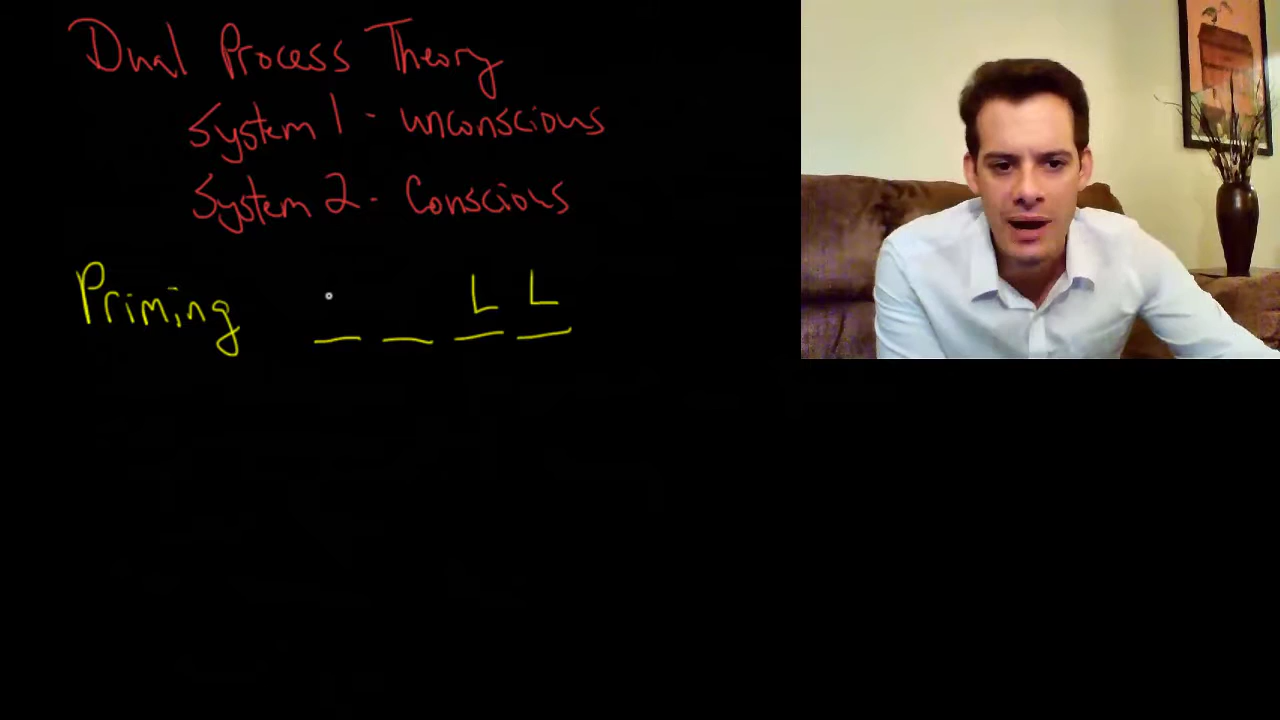 Dual Process Theory
System 1 - unconscious
System 2 - Conscious
Priming _ _ L L